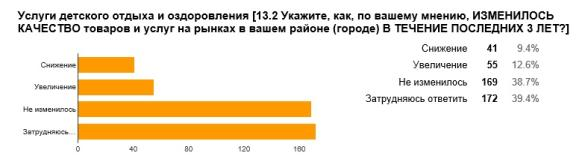 Услуги детского отдыха и оздоровления [13.2 Укажите, как, по вашему мнению, ИЗМЕНИЛОСЬ
КАЧЕСТВО товаров и услуг на рынках в вашем районе (городе) В ТЕЧЕНИЕ ПОСЛЕДНИХ 3 ЛЕТ?]
Снижение
Увеличение
Не изменилось
Затрудняюсь…
0 40 80 120 160
Снижение 41 9.4%
Увеличение 55 12.6%
Не изменилось 169 38.7%
Затрудняюсь ответить 172 39.4%